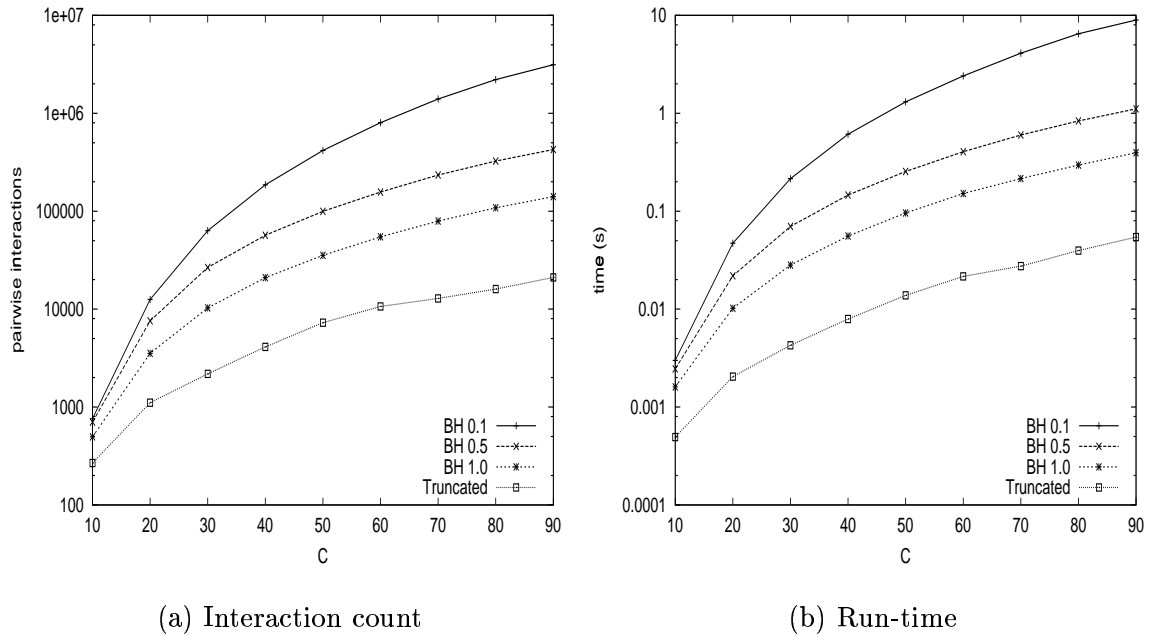 1e+07
1e+06
100000
10000
1000
100
pairwise interactions
10 20 30 40 50 60 70 80 90
C
BH 0.1
BH 0.5
BH 1.0
Truncated
(a) Interaction count
10
1
0.1
0.01
0.001
0.0001
time (s)
10 20 30 40 50 60 70 80 90
C
BH 0.1
BH 0.5
BH 1.0
Truncated
(b) Run-time